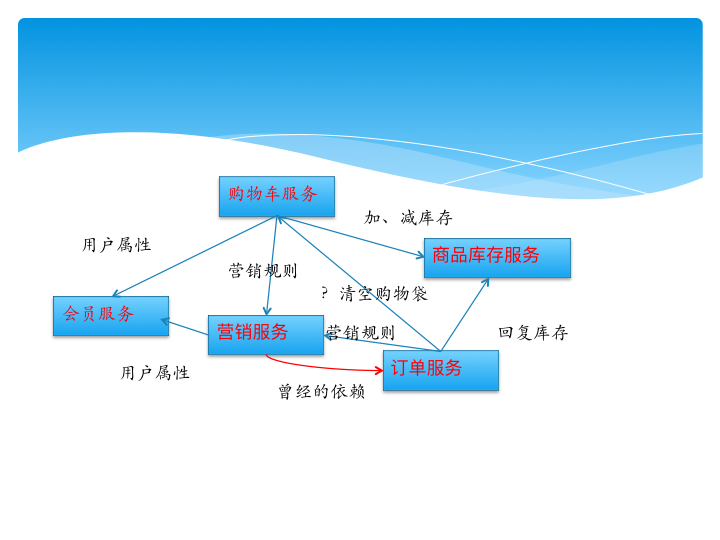 购物车服务
加、减库存
用户属性
商品库存服务
营销规则
? 清空购物袋
会员服务
营销服务
营销规则
回复库存
订单服务
用户属性
曾经的依赖